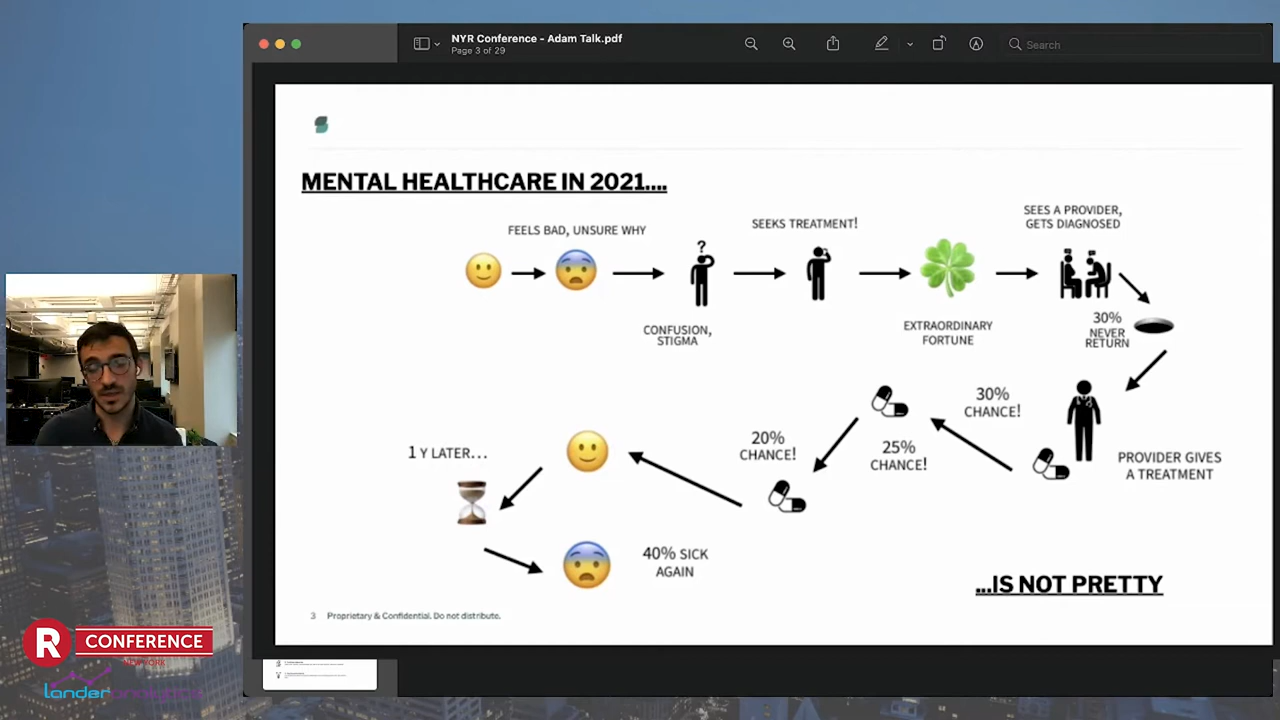 NYR Conference - Adam Talk.pdf
Page 3 of 29
Search
MENTAL HEALTHCARE IN 2021....
FEELS BAD, UNSURE WHY
SEEKS TREATMENT!
SEES A PROVIDER,
GETS DIAGNOSED
?
CONFUSION,
STIGMA
EXTRAORDINARY
FORTUNE
30%
NEVER
RETURN
30%
CHANCE!
25%
CHANCE!
20%
CHANCE!
PROVIDER GIVES
A TREATMENT
1 Y LATER...
40% SICK
AGAIN
...IS NOT PRETTY
3 Proprietary & Confidential. Do not distribute.
R CONFERENCE
NEW YORK
lander analytics